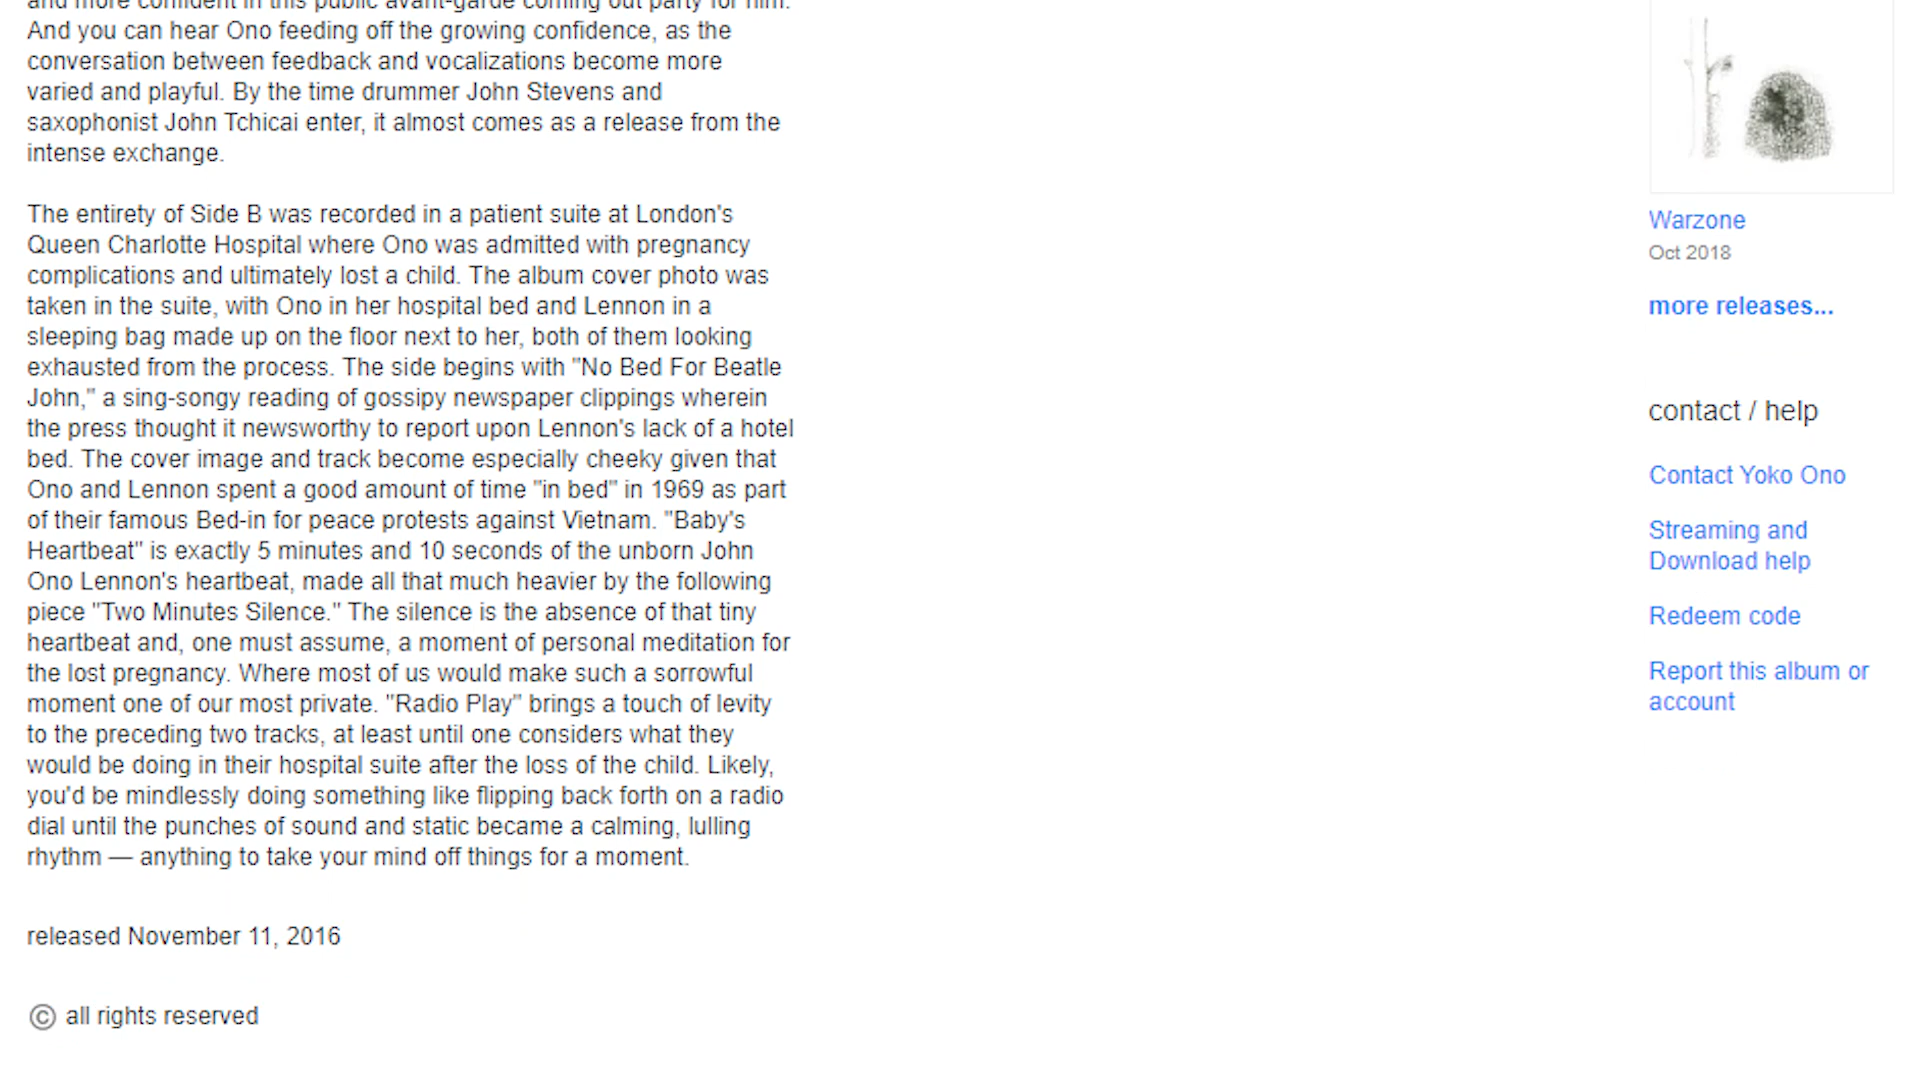 and more confident in this public avant-garde coming out party for him.
And you can hear Ono feeding off the growing confidence, as the
conversation between feedback and vocalizations become more
varied and playful. By the time drummer John Stevens and
saxophonist John Tchicai enter, it almost comes as a release from the
intense exchange.
The entirety of Side B was recorded in a patient suite at London's
Queen Charlotte Hospital where Ono was admitted with pregnancy
complications and ultimately lost a child. The album cover photo was
taken in the suite, with Ono in her hospital bed and Lennon in a
sleeping bag made up on the floor next to her, both of them looking
exhausted from the process. The side begins with "No Bed For Beatle
John," a sing-songy reading of gossipy newspaper clippings wherein
the press thought it newsworthy to report upon Lennon's lack of a hotel
bed. The cover image and track become especially cheeky given that
Ono and Lennon spent a good amount of time "in bed" in 1969 as part
of their famous Bed-in for peace protests against Vietnam. "Baby's
Heartbeat" is exactly 5 minutes and 10 seconds of the unborn John
Ono Lennon's heartbeat, made all that much heavier by the following
piece "Two Minutes Silence." The silence is the absence of that tiny
heartbeat and, one must assume, a moment of personal meditation for
the lost pregnancy. Where most of us would make such a sorrowful
moment one of our most private. "Radio Play" brings a touch of levity
to the preceding two tracks, at least until one considers what they
would be doing in their hospital suite after the loss of the child. Likely,
you'd be mindlessly doing something like flipping back forth on a radio
dial until the punches of sound and static became a calming, lulling
rhythm — anything to take your mind off things for a moment.
released November 11, 2016
© all rights reserved
Warzone
Oct 2018
more releases...
contact / help
Contact Yoko Ono
Streaming and
Download help
Redeem code
Report this album or
account